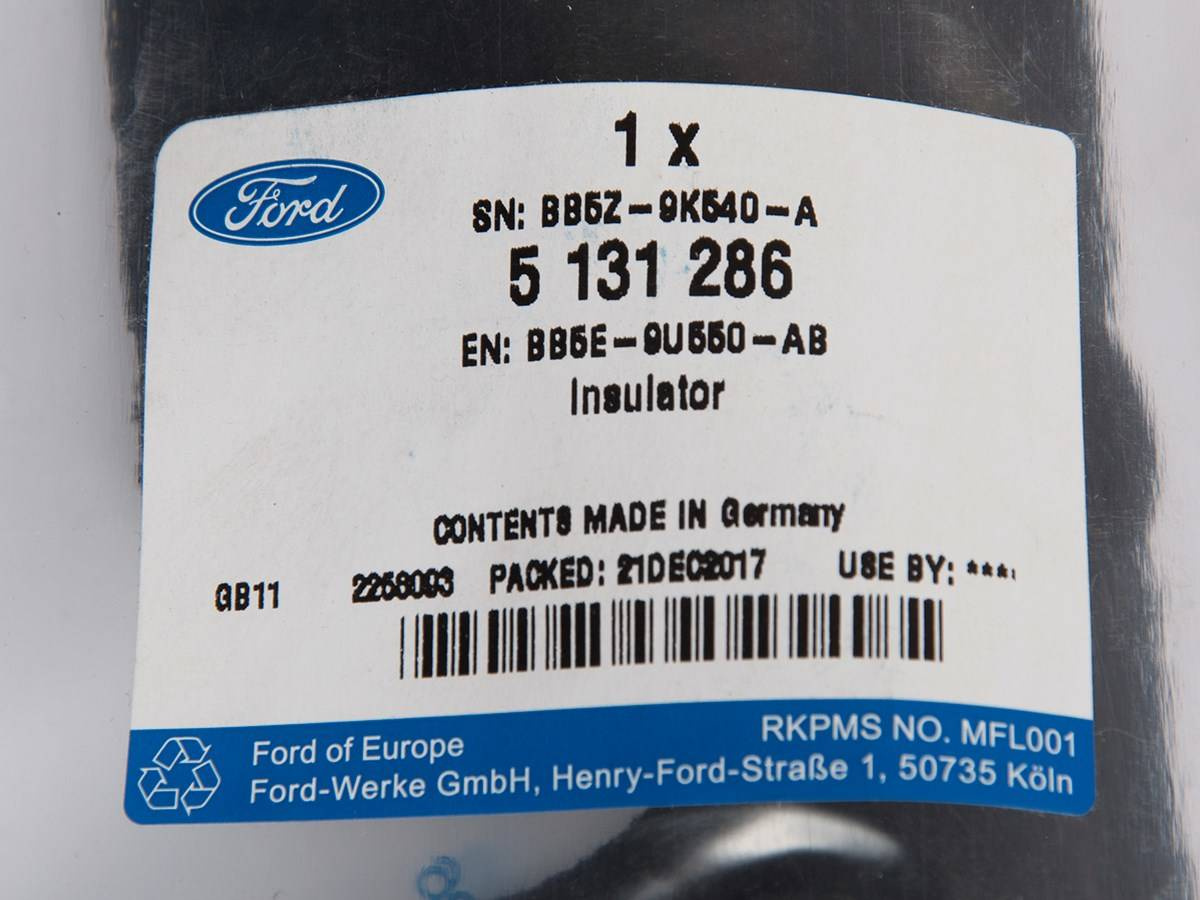 1 x
Ford
SN: BB5Z-9K540-A
5 131 286
EN: BB5E-9U550-AB
Insulator
CONTENTS MADE IN Germany
GB11 2258093 PACKED: 21DEC2017 USE BY: ***
RKPMS NO. MFL001
Ford of Europe
Ford-Werke GmbH, Henry-Ford-Straße 1, 50735 Köln